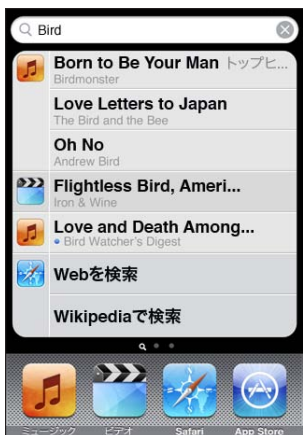 Bird
Born to Be Your Man トップヒ...
Birdmonster
Love Letters to Japan
The Bird and the Bee
Oh No
Andrew Bird
Flightless Bird, Ameri...
Iron & Wine
Love and Death Among...
Bird Watcher's Digest
Webを検索
Wikipediaで検索
ミュージック ビデオ Safari App Store